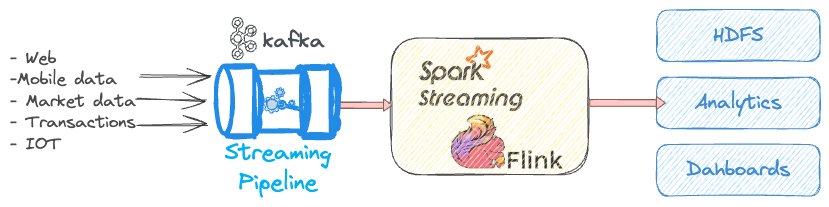 kafka
- Web
-Mobile data
- Market data
- Transactions
- IOT
Streaming
Pipeline
Spark
Streaming
Flink
HDFS
Analytics
Dahboards